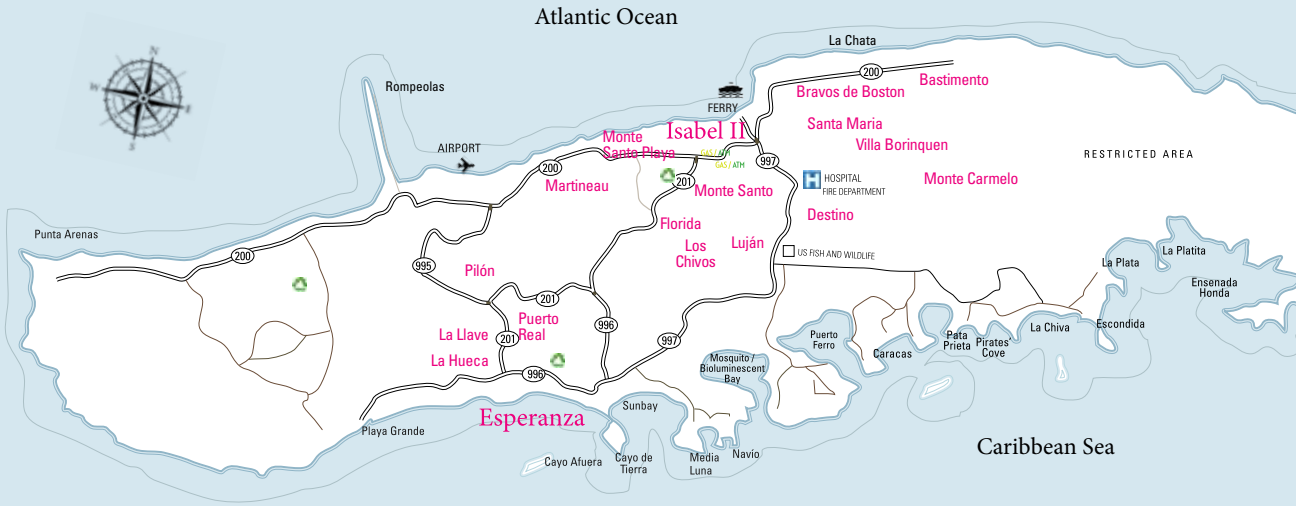 Atlantic Ocean
La Chata
N
W
E
S
Rompeolas
200
Bastimento
Bravos de Boston
FERRY
Isabel II
Santa Maria
Monte
Santo Playa
Villa Borinquen
AIRPORT
GAS / ATM
GAS / ATM
997
RESTRICTED AREA
200
201
Martineau
Monte Santo
HOSPITAL
FIRE DEPARTMENT
Monte Carmelo
Destino
Florida
Punta Arenas
200
Los
Chivos
Luján
US FISH AND WILDLIFE
La Platita
La Plata
995
Pilón
Ensenada
Honda
201
996
Puerto
Real
La Llave
201
997
Puerto
Ferro
Caracas
Pata
Prieta
Pirates'
Cove
La Chiva
Escondida
La Hueca
996
Mosquito /
Bioluminescent
Bay
Esperanza
Sunbay
Playa Grande
Caribbean Sea
Cayo Afuera
Cayo de
Tierra
Media
Luna
Navío